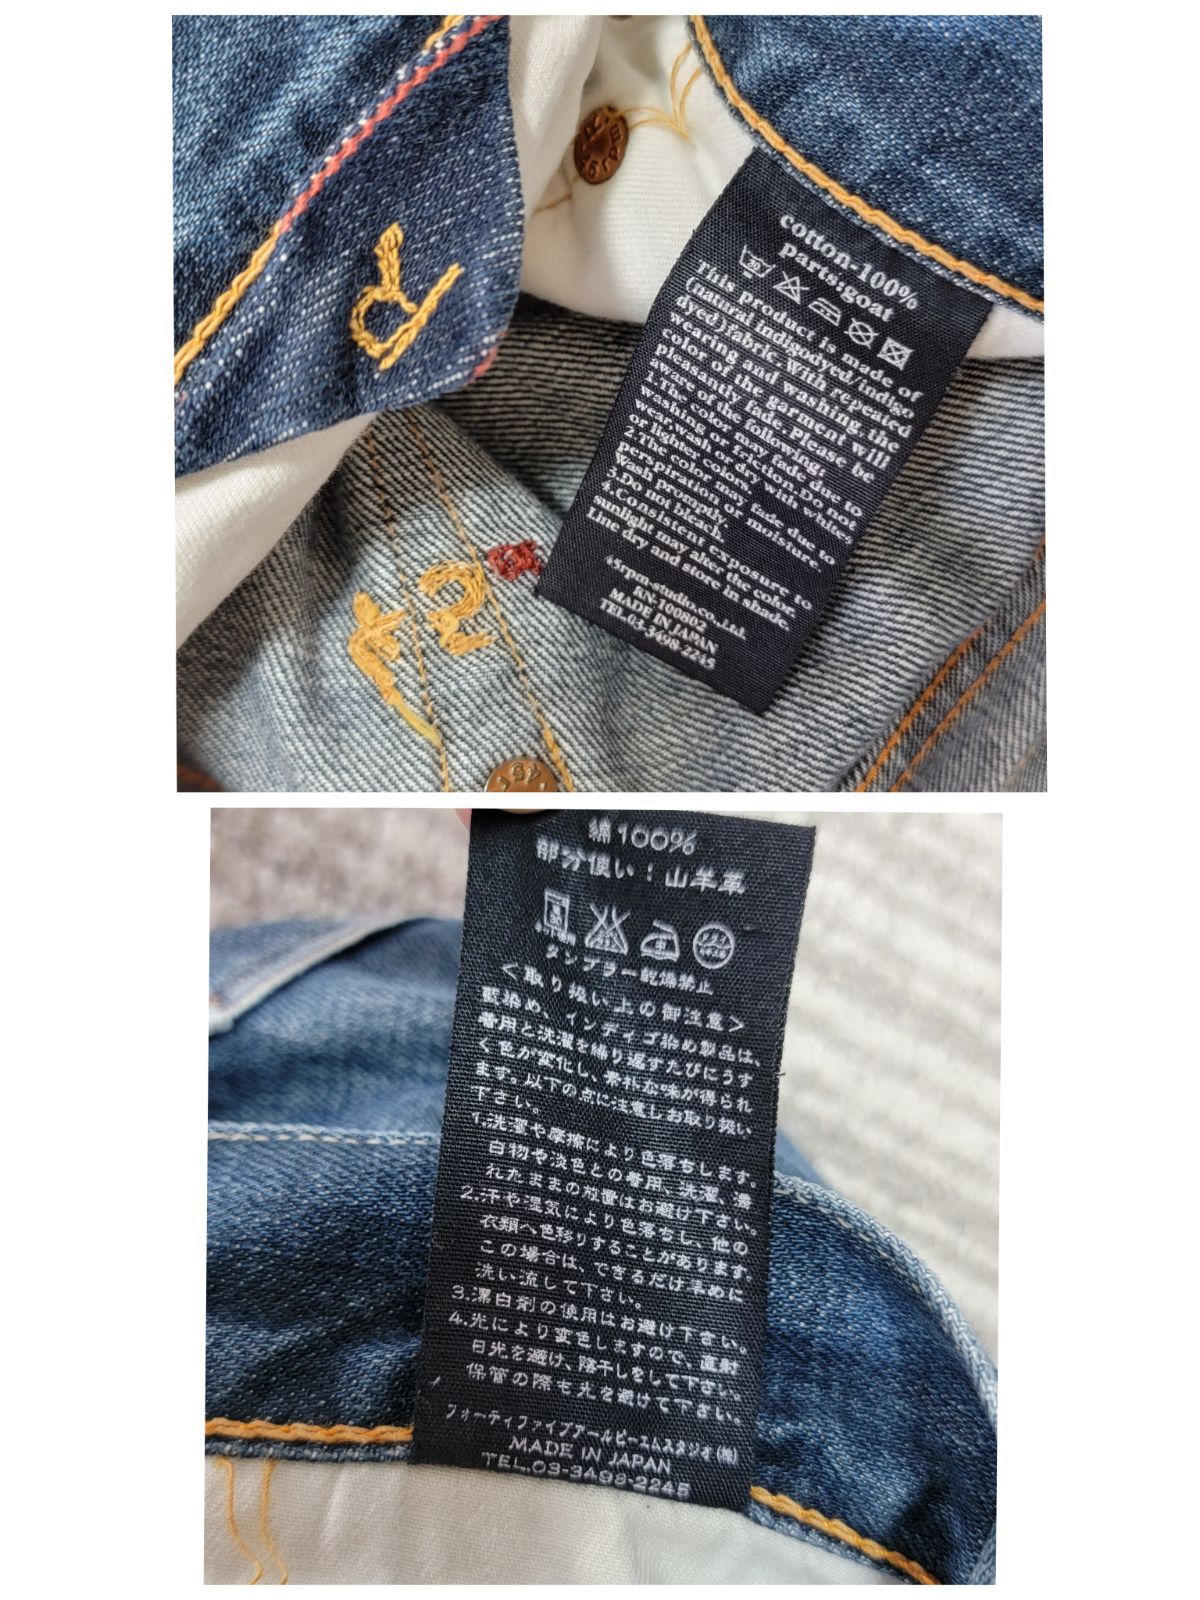 cotton-100%
parts:goat
30
This product is made of
(natural indigodyed/indigo
dyed)fabric.With repeated
wearing and washing,the
color of the garment will
pleasantly fade. Please be
aware of the following:
1.The color may fade due to
washing or friction.Do not
wear,wash or dry with whites
or lighter colors.
2.The color may fade due to
perspiration or moisture.
Wash promptly.
3.Do not bleach.
4.Consistent exposure to
sunlight may alter the color.
Line dry and store in shade.
45rpm-studio.co.,Ltd.
RN-100802
MADE IN JAPAN
TEL.03-3498-2245
綿100%
部分使い:山羊革
タンブラー乾燥禁止
<取り扱い上の御注意>
藍染め、インディゴ染め製品は、
着用と洗濯を繰り返すたびにうす
く色が変化し、素朴な味が得られ
ます。以下の点に注意しお取り扱い
下さい。
1.洗濯や摩擦により色落ちします。
白物や淡色との着用、洗濯、濡
れたままの放置はお避け下さい。
2.汗や湿気により色落ちし、他の
衣類へ色移りすることがあります。
この場合は、できるだけ早めに
洗い流して下さい。
3.漂白剤の使用はお避け下さい。
4.光により変色しますので、直射
日光を避け、陰干しをして下さい。
保管の際も光を避けて下さい。
フォーティファイブアールピーエムスタジオ(株)
MADE IN JAPAN
TEL.03-3498-2245